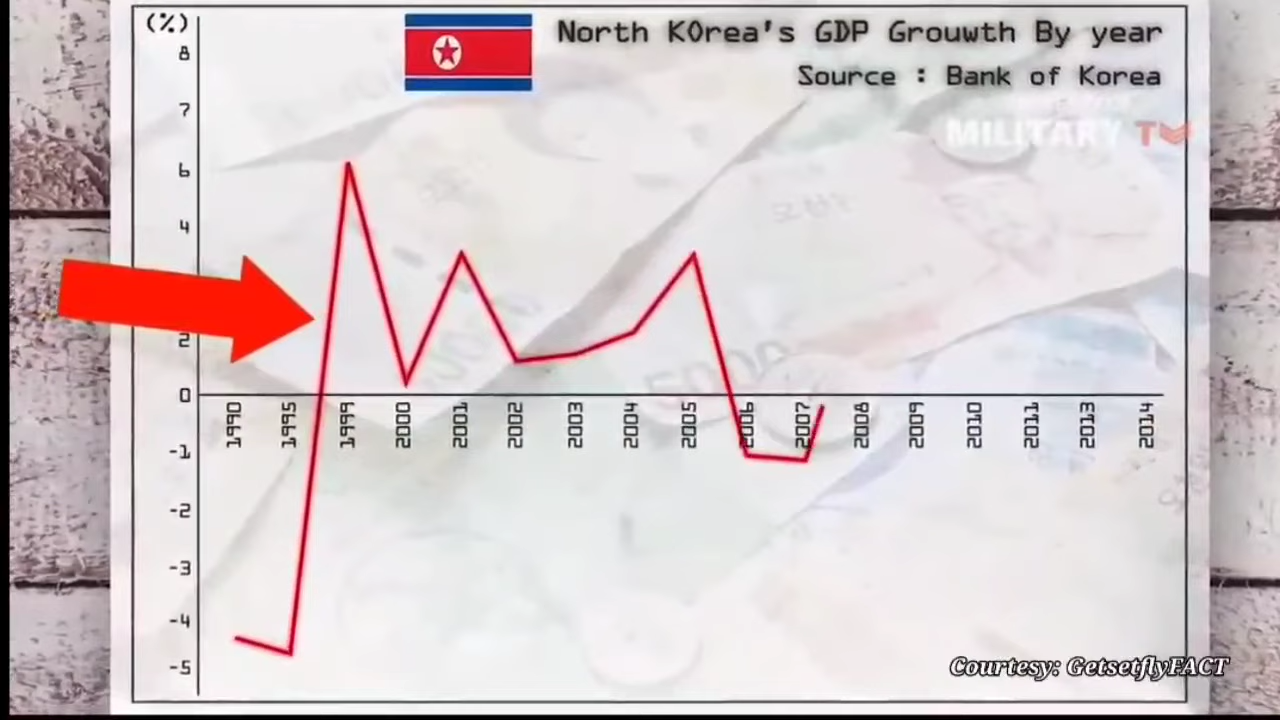 (%)
North KOrea's GDP Grouwth By year
Source : Bank of Korea
MILITARY TV
8
7
6
4
2
0
-1
-2
-3
-4
-5
1990 1995 1999 2000 2001 2002 2003 2004 2005 2006 2007 2008 2009 2010 2011 2012 2013 2014
Courtesy: GetsetflyFACT